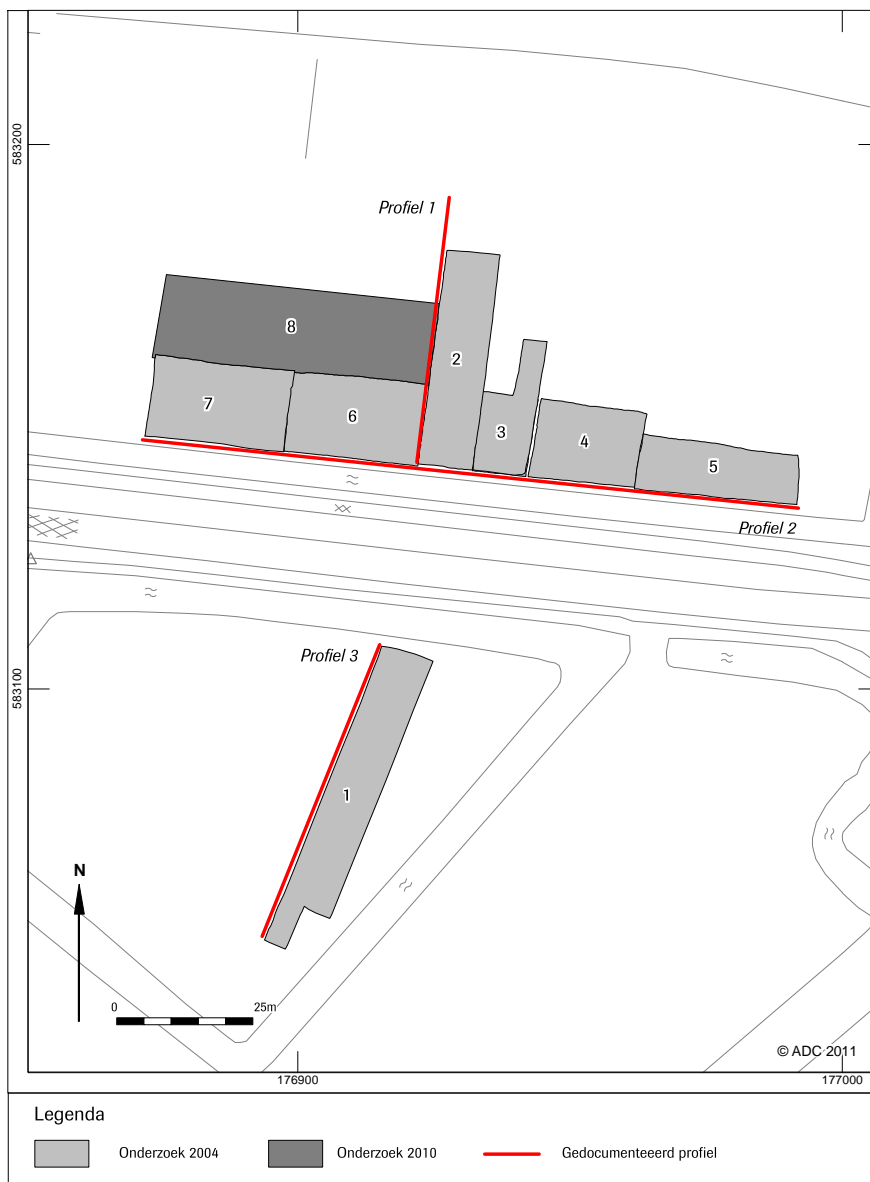 583200
Profiel 1
8
2
7
6
3
4
5
Profiel 2
Profiel 3
583100
1
N
0 25m
© ADC 2011
176900 177000
Legenda
Onderzoek 2004 Onderzoek 2010 Gedocumenteeerd profiel